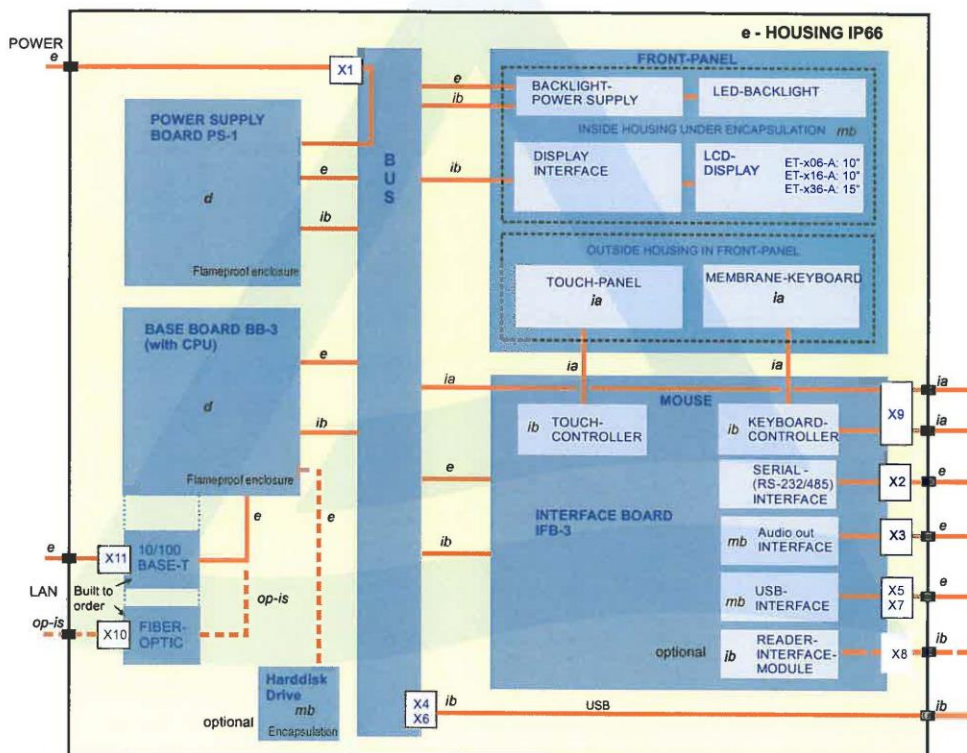 e - HOUSING IP66
POWER
e
X1
POWER SUPPLY
BOARD PS-1
d
Flameproof enclosure
e
ib
BASE BOARD BB-3
(with CPU)
d
Flameproof enclosure
e
ib
e
e
e
X11
10/100
BASE-T
LAN
Built to
order
op-is
op-is
X10
FIBER-
OPTIC
optional
Harddisk
Drive
mb
Encapsulation
BUS
X4
X6
ib
USB
ib
e
ib
ib
FRONT-PANEL
BACKLIGHT-
POWER SUPPLY
LED-BACKLIGHT
INSIDE HOUSING UNDER ENCAPSULATION mb
DISPLAY
INTERFACE
LCD-
DISPLAY
ET-x06-A: 10"
ET-x16-A: 10"
ET-x36-A: 15"
OUTSIDE HOUSING IN FRONT-PANEL
TOUCH-PANEL
ia
MEMBRANE-KEYBOARD
ia
ia
ia
ia
MOUSE
ib TOUCH-
CONTROLLER
ib KEYBOARD-
CONTROLLER
X9
ia
ia
e
ib
INTERFACE BOARD
IFB-3
SERIAL -
(RS-232/485)
INTERFACE
X2
e
mb Audio out
INTERFACE
X3
e
mb USB-
INTERFACE
X5
X7
e
optional
ib READER-
INTERFACE-
MODULE
X8
ib